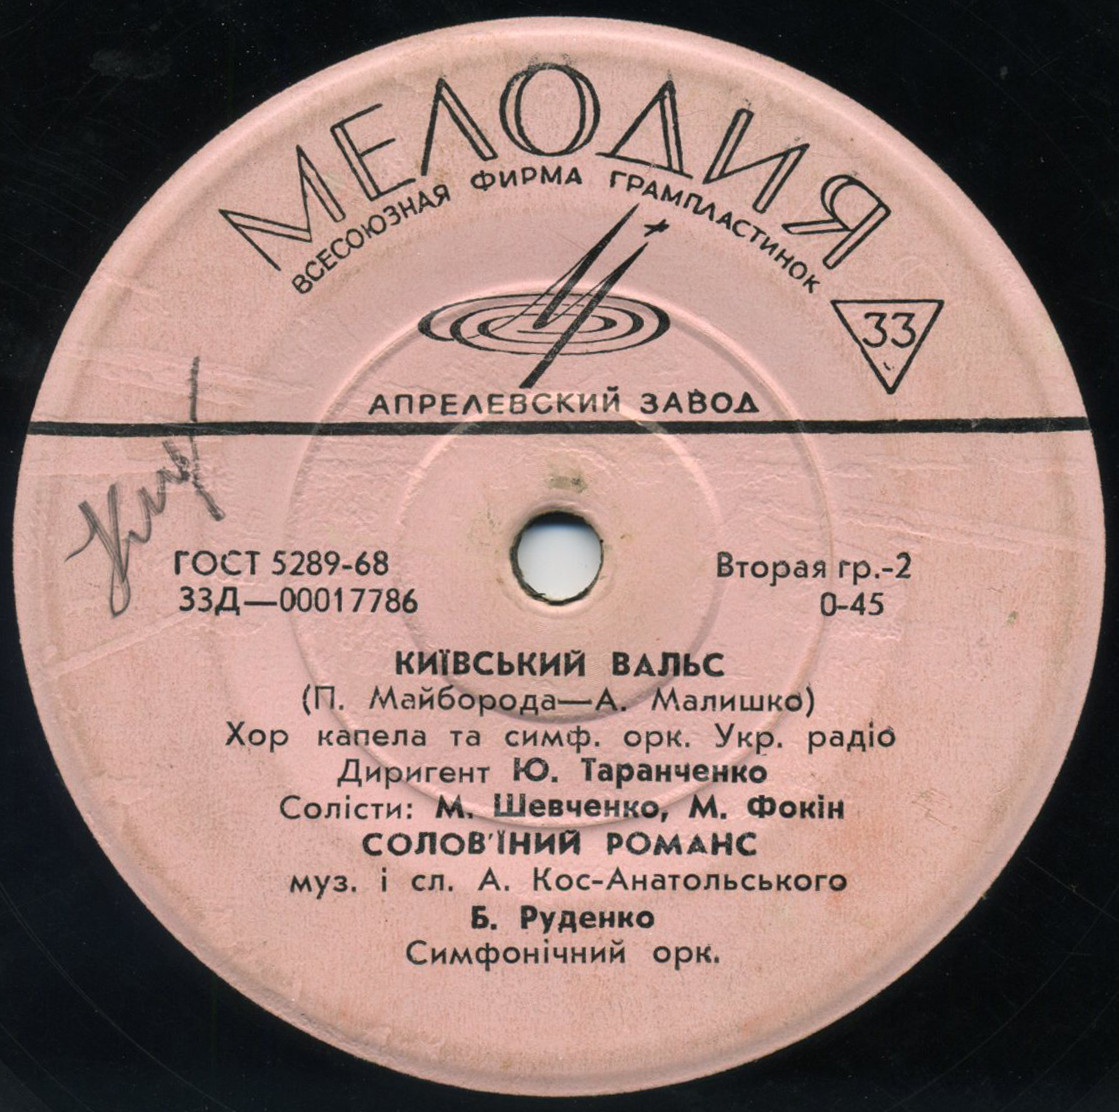 МЕЛОДИЯ
ВСЕСОЮЗНАЯ ФИРМА ГРАМПЛАСТИНОК
33
АПРЕЛЕВСКИЙ ЗАВОД
ГОСТ 5289-68
Вторая гр.-2
33Д—00017786
0-45
КИЇВСЬКИЙ ВАЛЬС
(П. Майборода—А. Малишко)
Хор капела та симф. орк. Укр. радіо
Диригент Ю. Таранченко
Солісти: М. Шевченко, М. Фокін
СОЛОВ'ЇНИЙ РОМАНС
муз. і сл. А. Кос-Анатольського
Б. Руденко
Симфонічний орк.